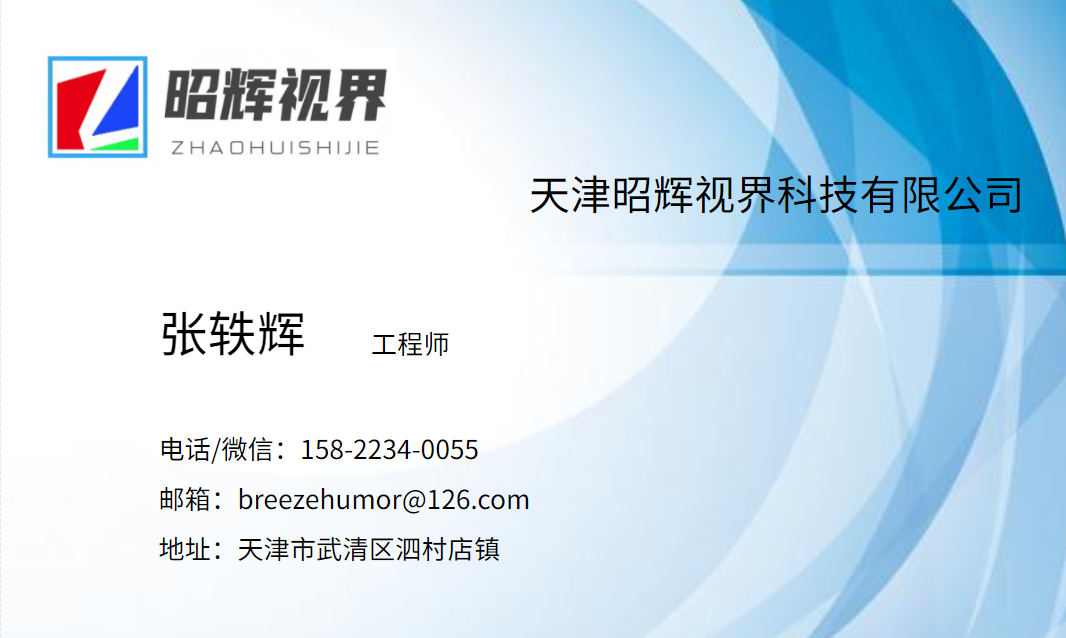 昭辉视界
ZHAOHUISHIJIE
天津昭辉视界科技有限公司
张轶辉 工程师
电话/微信：158-2234-0055
邮箱：breezehumor@126.com
地址：天津市武清区泗村店镇